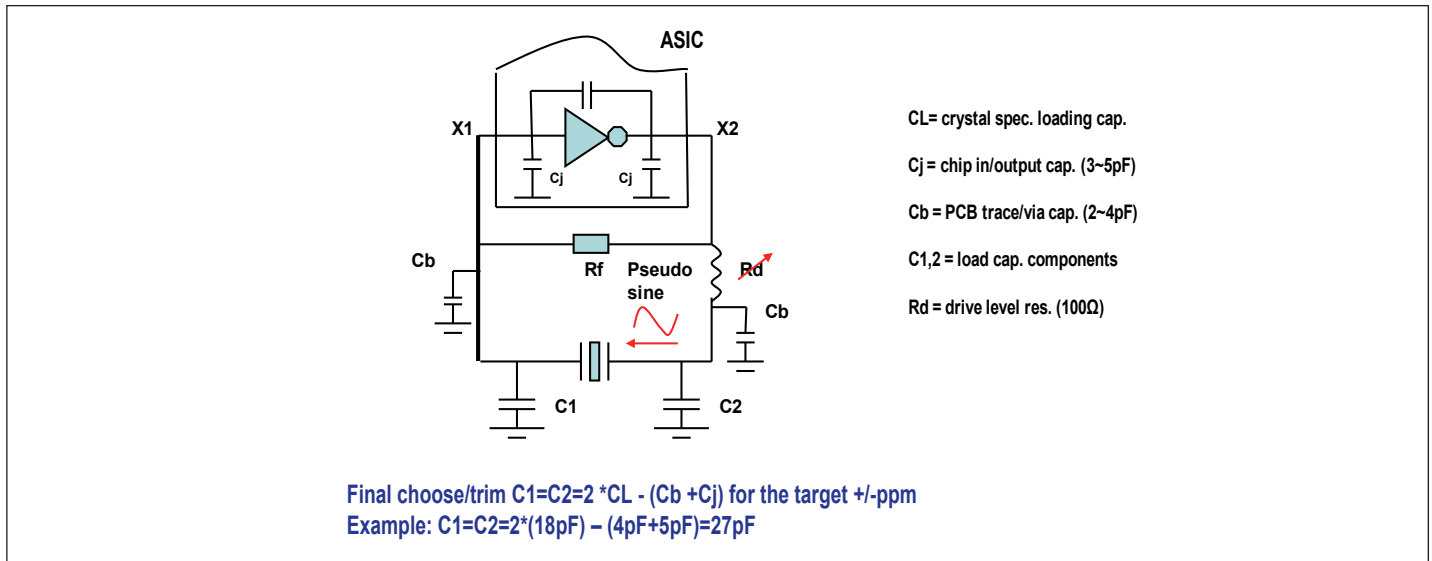 ASIC
X1
X2
Cj
Cj
Cb
Rf
Pseudo
sine
Rd
Cb
C1
C2
CL= crystal spec. loading cap.
Cj = chip in/output cap. (3~5pF)
Cb = PCB trace/via cap. (2~4pF)
C1,2 = load cap. components
Rd = drive level res. (100Ω)
Final choose/trim C1=C2=2 *CL - (Cb +Cj) for the target +/-ppm
Example: C1=C2=2*(18pF) – (4pF+5pF)=27pF